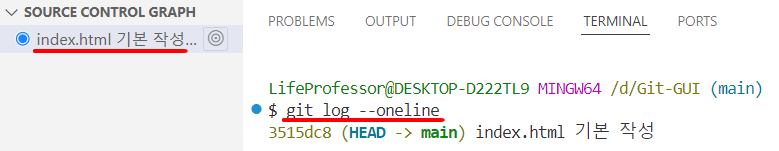 SOURCE CONTROL GRAPH
index.html 기본 작성...
PROBLEMS OUTPUT DEBUG CONSOLE TERMINAL PORTS
LifeProfessor@DESKTOP-D222TL9 MINGW64 /d/Git-GUI (main)
$ git log --oneline
3515dc8 (HEAD -> main) index.html 기본 작성